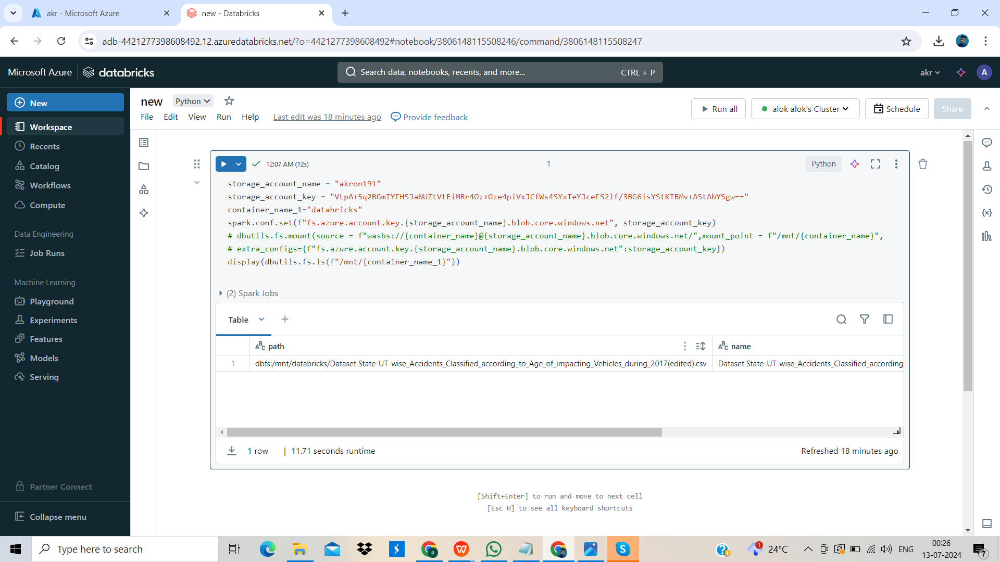 akr - Microsoft Azure
new - Databricks
adb-4421277398608492.12.azuredatabricks.net/?o=4421277398608492#notebook/3806148115508246/command/3806148115508247
Microsoft Azure
databricks
Search data, notebooks, recents, and more...
CTRL + P
akr
A
New
Workspace
Recents
Catalog
Workflows
Compute
Data Engineering
Job Runs
Machine Learning
Playground
Experiments
Features
Models
Serving
Partner Connect
Collapse menu
new
Python
File Edit View Run Help
Last edit was 18 minutes ago
Provide feedback
Run all
alok alok's Cluster
Schedule
Share
12:07 AM (12s)
1
Python
storage_account_name = "akron191"
storage_account_key = "VLpA+5q2BGmTYFHSJaNUZtVtEiMRr4Oz+Oze4piVxJCfWs4SYxTeYJceFS2lf/3BG6isYStKTBMv+AStAbYSgw=="
container_name_1="databricks"
spark.conf.set(f"fs.azure.account.key.{storage_account_name}.blob.core.windows.net", storage_account_key)
# dbutils.fs.mount(source = f"wasbs://{container_name}@{storage_account_name}.blob.core.windows.net/",mount_point = f"/mnt/{container_name}",
# extra_configs={f"fs.azure.account.key.{storage_account_name}.blob.core.windows.net":storage_account_key})
display(dbutils.fs.ls(f"/mnt/{container_name_1}"))
(2) Spark Jobs
Table
path
name
1
dbfs:/mnt/databricks/Dataset State-UT-wise_Accidents_Classified_according_to_Age_of_impacting_Vehicles_during_2017(edited).csv
Dataset State-UT-wise_Accidents_Classified_according
1 row
| 11.71 seconds runtime
Refreshed 18 minutes ago
[Shift+Enter] to run and move to next cell
[Esc H] to see all keyboard shortcuts
Type here to search
1
24°C
ENG
00:26
13-07-2024
7